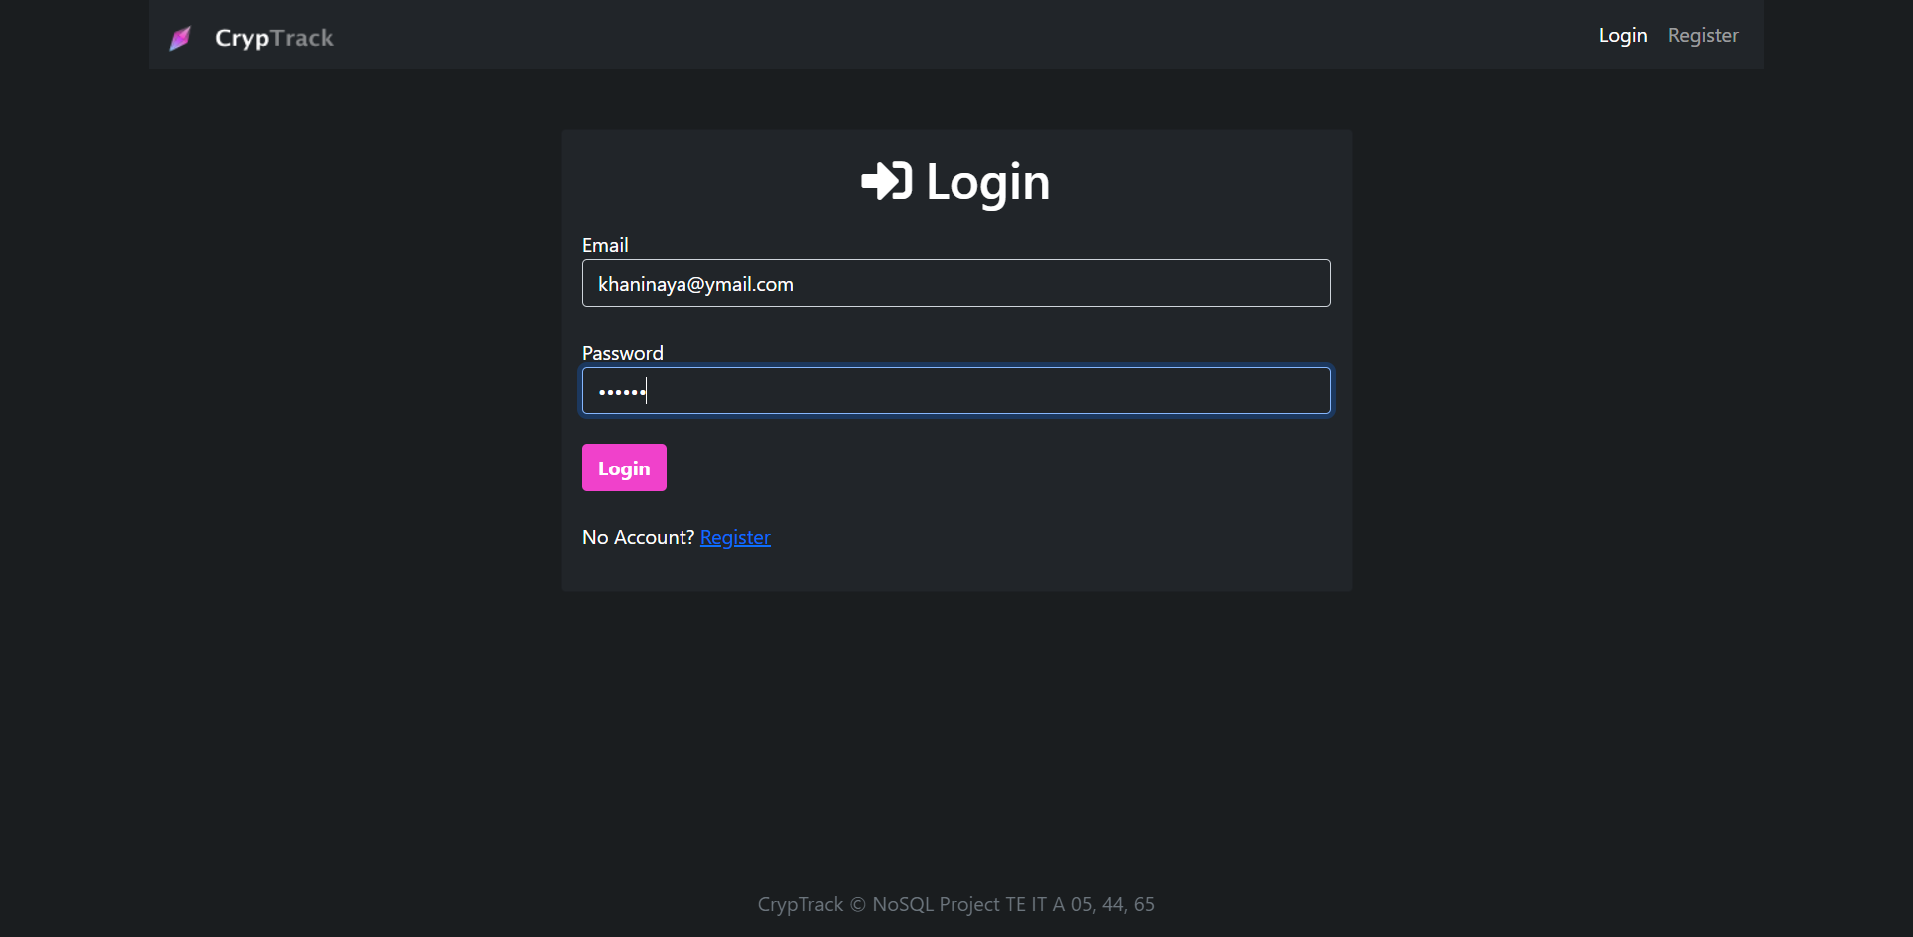 CrypTrack
Login Register
Login
Email
khaninaya@ymail.com
Password
••••••
Login
No Account? Register
CrypTrack © NoSQL Project TE IT A 05, 44, 65